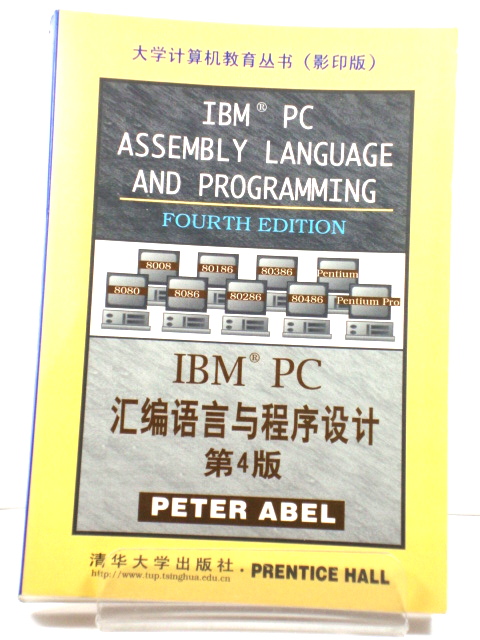 大学计算机教育丛书（影印版）
IBM® PC
ASSEMBLY LANGUAGE
AND PROGRAMMING
FOURTH EDITION
8008 80186 80386 Pentium
8080 8086 80286 80486 Pentium Pro
IBM® PC
汇编语言与程序设计
第4版
PETER ABEL
清华大学出版社·PRENTICE HALL
http://www.tup.tsinghua.edu.cn